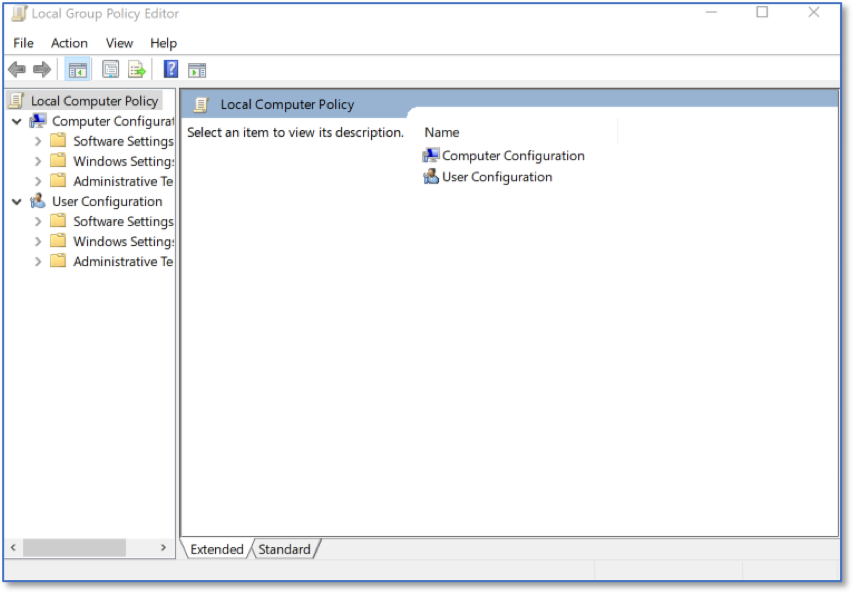 Local Group Policy Editor
File Action View Help
Local Computer Policy
Computer Configurat
Software Settings
Windows Setting
Administrative Te
User Configuration
Software Settings
Windows Setting
Administrative Te
Local Computer Policy
Select an item to view its description.
Name
Computer Configuration
User Configuration
Extended Standard